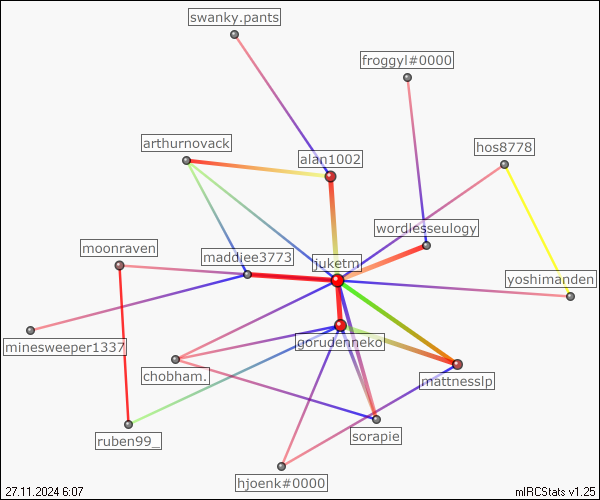 swanky.pants
froggyl#0000
arthurnovack
hos8778
alan1002
wordlesseulogy
moonraven
maddiee3773
juketm
yoshimanden
minesweeper1337
gorudenneko
chobham.
mattnesslp
ruben99_
sorapie
hjoenk#0000
27.11.2024 6:07
mIRCStats v1.25